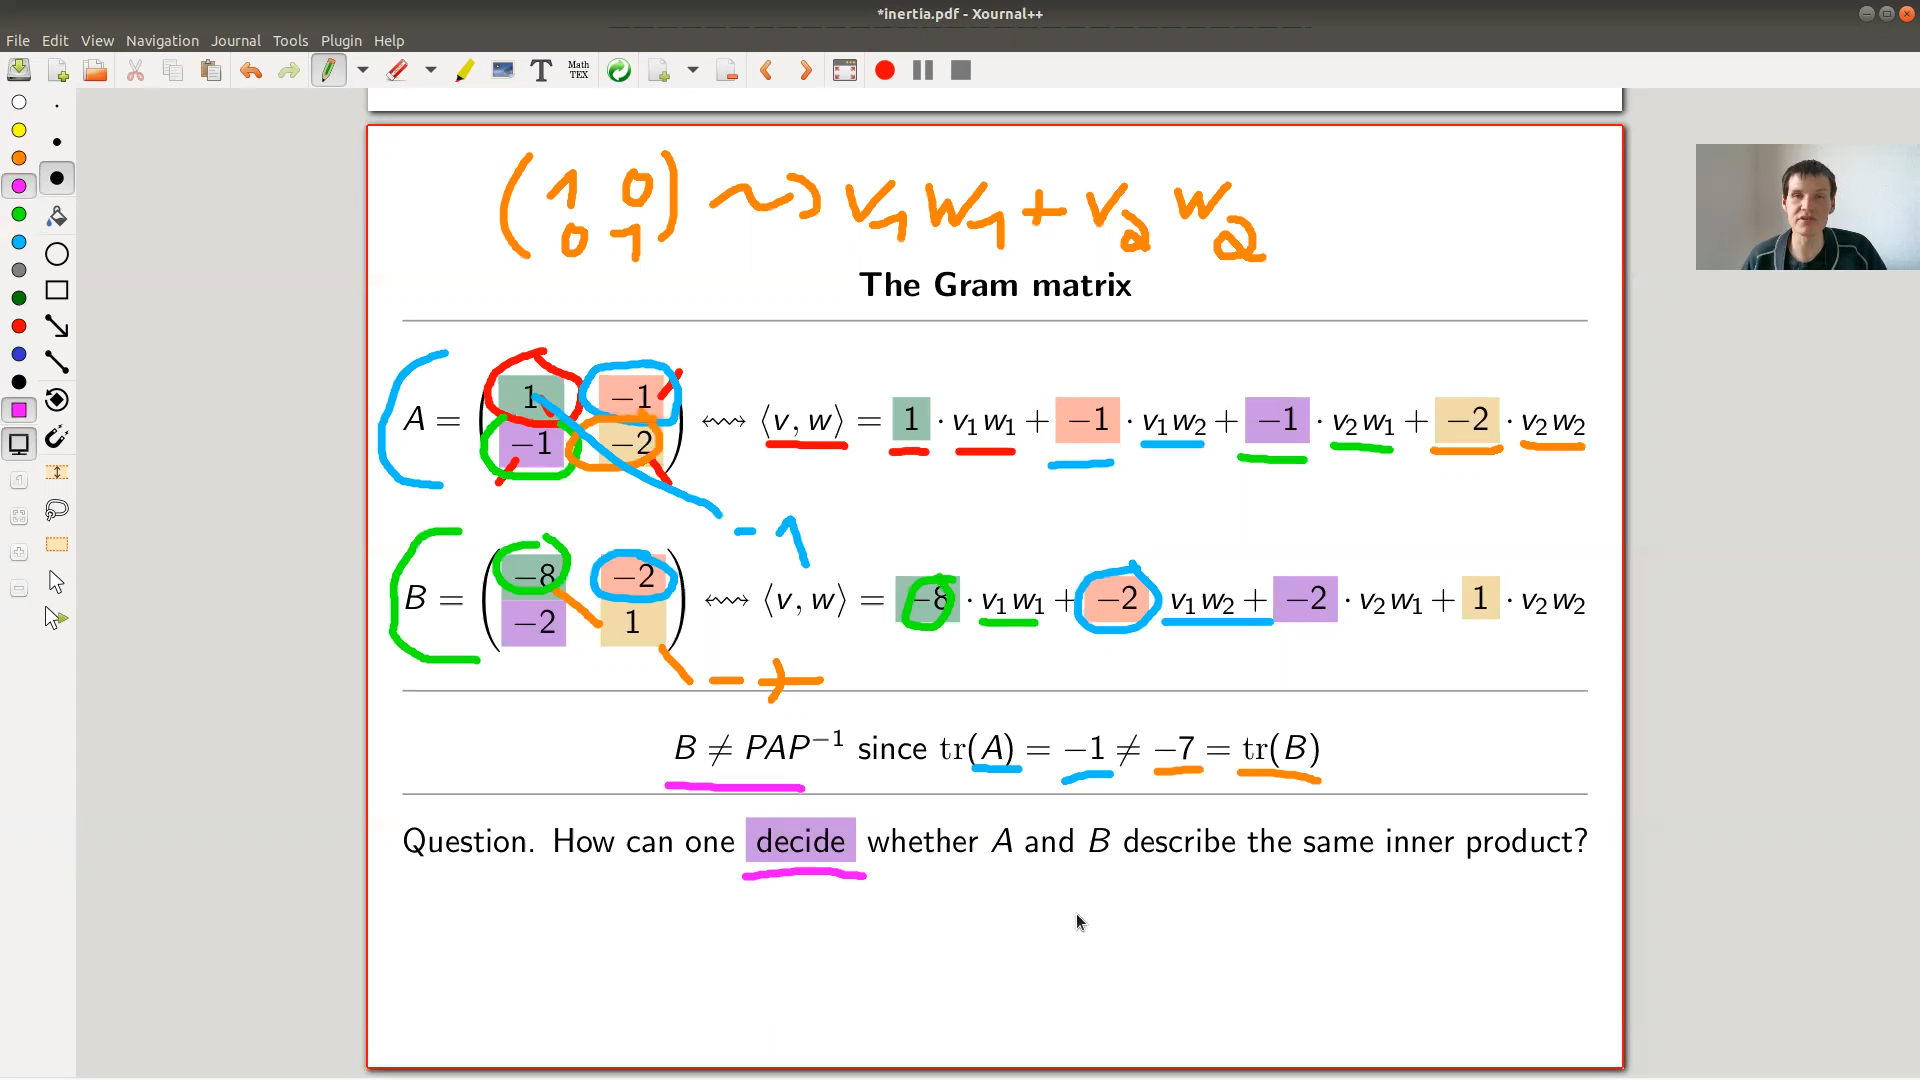 *inertia.pdf - Xournal++
File Edit View Navigation Journal Tools Plugin Help
Math TEX
(1 0 0 1) ⇝ v₁w₁ + v₂w₂
The Gram matrix
A = (1 −1 −1 −2) ↭ ⟨v, w⟩ = 1 · v₁w₁ + −1 · v₁w₂ + −1 · v₂w₁ + −2 · v₂w₂
−1
B = (−8 −2 −2 1) ↭ ⟨v, w⟩ = −8 · v₁w₁ + −2 v₁w₂ + −2 · v₂w₁ + 1 · v₂w₂
−7
B ≠ PAP⁻¹ since tr(A) = −1 ≠ −7 = tr(B)
Question. How can one decide whether A and B describe the same inner product?